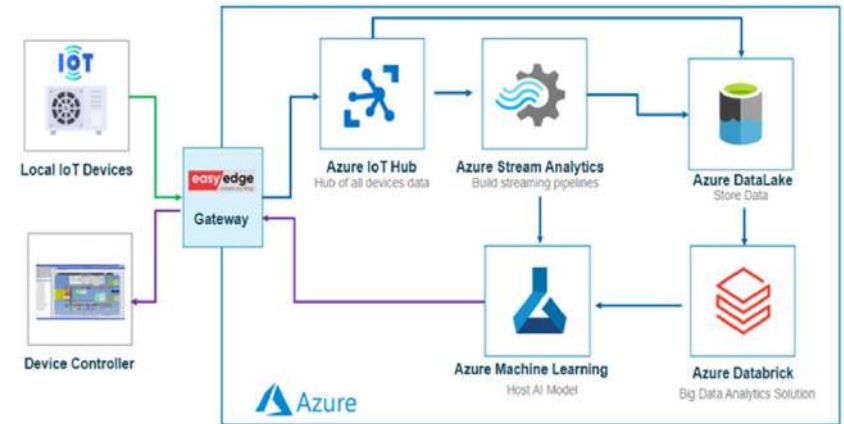 IOT
Local IoT Devices
easyedge
Gateway
Device Controller
Azure IoT Hub
Hub of all devices data
Azure Stream Analytics
Build streaming pipelines
Azure DataLake
Store Data
Azure Machine Learning
Host AI Model
Azure Databrick
Big Data Analytics Solution
Azure